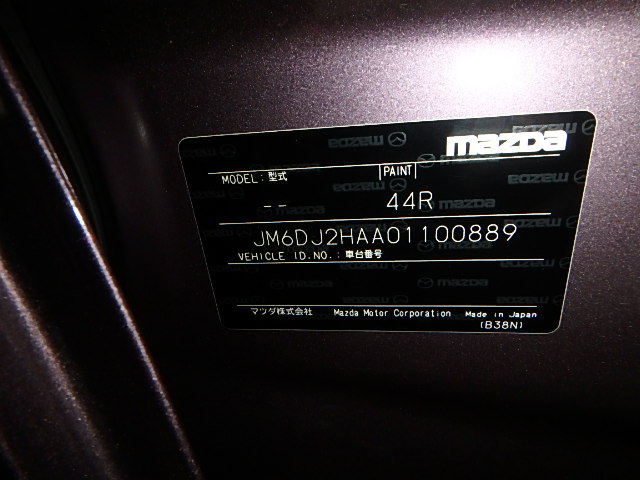 mazda
MODEL : 型式
PAINT
-- 44R
JM6DJ2HAA01100889
VEHICLE ID.NO. : 車台番号
マツダ株式会社 Mazda Motor Corporation Made in Japan
(B38N)